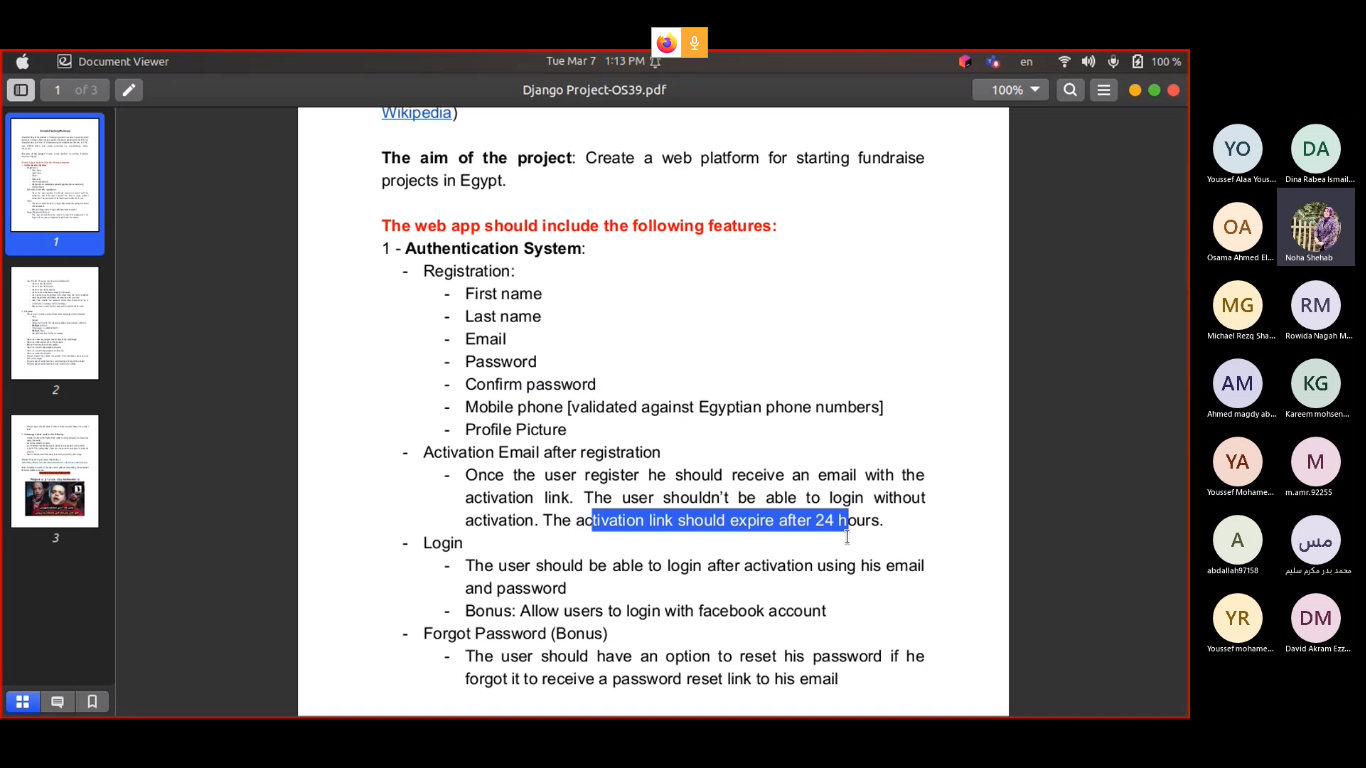 Document Viewer
Tue Mar 7 1:13 PM
en
100 %
1 of 3
Django Project-OS39.pdf
100%
Wikipedia)
The aim of the project: Create a web platform for starting fundraise
projects in Egypt.
The web app should include the following features:
1 - Authentication System:
- Registration:
- First name
- Last name
- Email
- Password
- Confirm password
- Mobile phone [validated against Egyptian phone numbers]
- Profile Picture
- Activation Email after registration
- Once the user register he should receive an email with the
activation link. The user shouldn't be able to login without
activation. The activation link should expire after 24 hours.
- Login
- The user should be able to login after activation using his email
and password
- Bonus: Allow users to login with facebook account
- Forgot Password (Bonus)
- The user should have an option to reset his password if he
forgot it to receive a password reset link to his email
1
2
3
YO
Youssef Alaa Yous...
DA
Dina Rabea Ismail...
OA
Osama Ahmed El...
Noha Shehab
MG
Michael Rezq Sha...
RM
Rowida Nagah M...
AM
Ahmed magdy ab...
KG
Kareem mohsen...
YA
Youssef Mohame...
M
m.amr.92255
A
abdallah97158
مس
محمد بدر مكرم سليم
YR
Youssef mohame...
DM
David Akram Ezz...